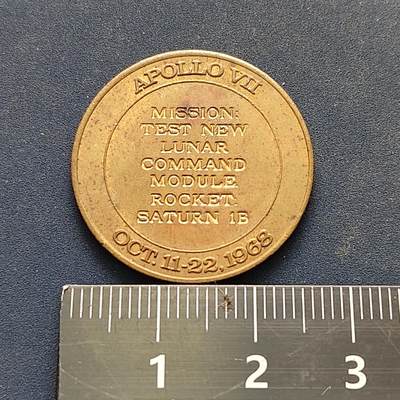 APOLLO VII
MISSION:
TEST NEW
LUNAR
COMMAND
MODULE.
ROCKET:
SATURN 1B
OCT. 11-22, 1968
1 2 3